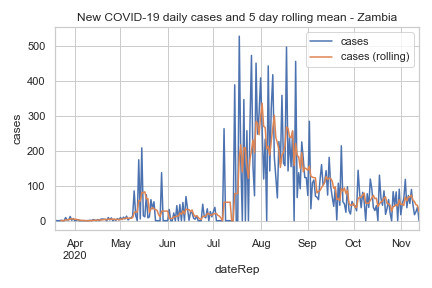 New COVID-19 daily cases and 5 day rolling mean - Zambia
cases
cases (rolling)
500
400
300
200
100
0
cases
Apr May Jun Jul Aug Sep Oct Nov
2020
dateRep